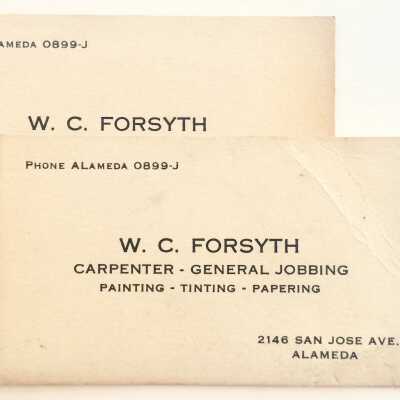 AMEDA 0899-J
W. C. FORSYTH
PHONE ALAMEDA 0899-J
W. C. FORSYTH
CARPENTER - GENERAL JOBBING
PAINTING - TINTING - PAPERING
2146 SAN JOSE AVE.
ALAMEDA